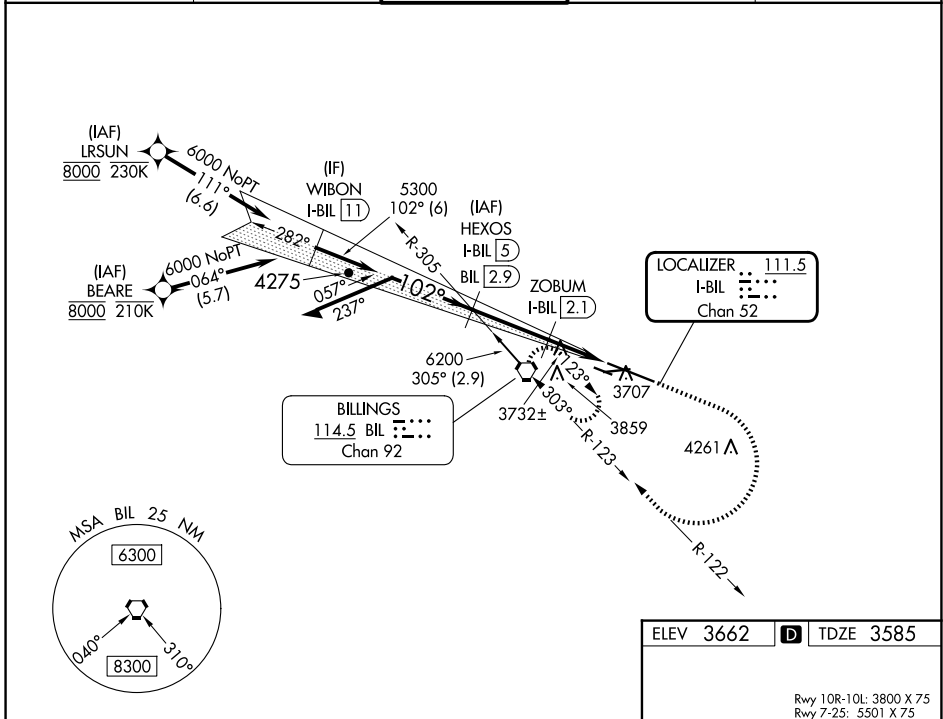 (IAF)
LRSUN
8000 230K
6000 NoPT
111°
(6.6)
(IF)
WIBON
I-BIL 11
5300
102° (6)
(IAF)
HEXOS
I-BIL 5
BIL 2.9
R-305
282°
ZOBUM
I-BIL 2.1
LOCALIZER 111.5
I-BIL
Chan 52
(IAF)
BEARE
8000 210K
6000 NoPT
064°
(5.7)
4275
057°
237°
102°
6200
305° (2.9)
123°
303°
3707
3732±
3859
R-123
4261
BILLINGS
114.5 BIL
Chan 92
R-122
MSA BIL 25 NM
6300
040°
310°
8300
ELEV 3662 D TDZE 3585
Rwy 10R-10L: 3800 X 75
Rwy 7-25: 5501 X 75